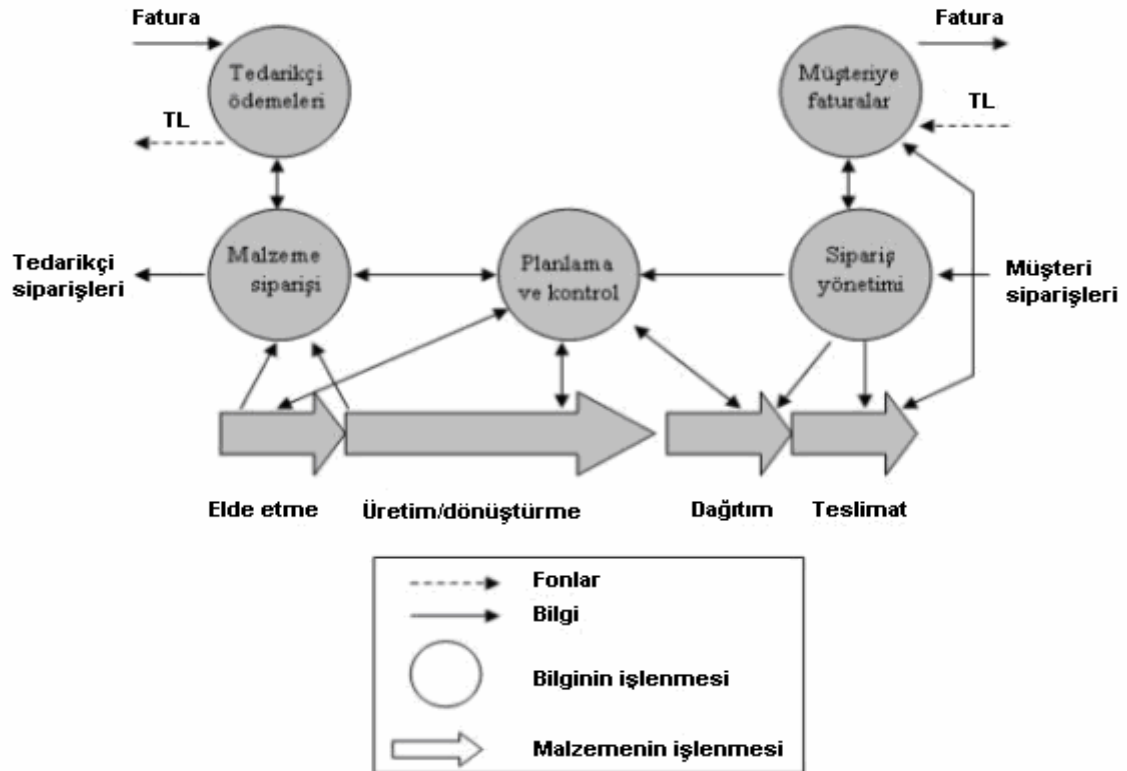 Fatura
Fatura
Tedarikçi
ödemeleri
Müşteriye
faturalar
TL
TL
Tedarikçi
siparişleri
Malzeme
siparişi
Planlama
ve kontrol
Sipariş
yönetimi
Müşteri
siparişleri
Elde etme
Üretim/dönüştürme
Dağıtım
Teslimat
Fonlar
Bilgi
Bilginin işlenmesi
Malzemenin işlenmesi